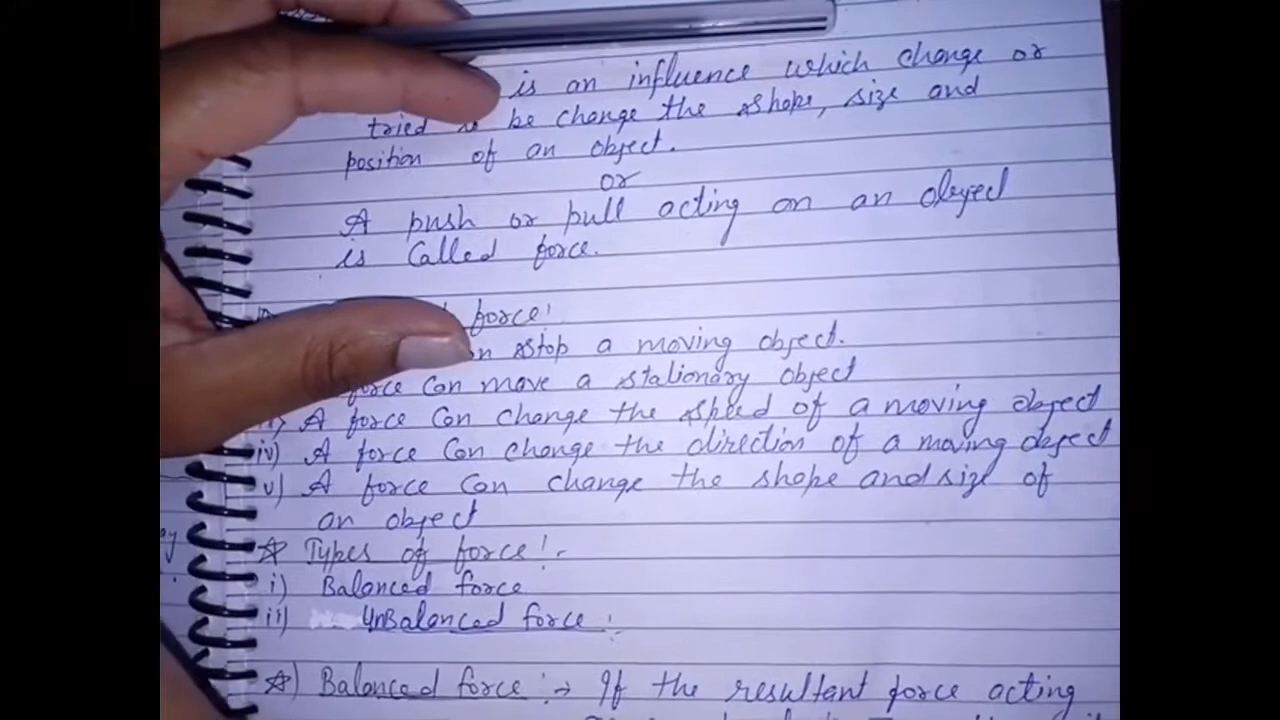 is an influence which change or
tried to be change the shape, size and
position of an object.
or
A push or pull acting on an object
is called force.
force:
stop a moving object.
force can move a stationary object
A force can change the speed of a moving object
iv) A force can change the direction of a moving object
v) A force can change the shape and size of
an object
☆ Types of force:-
i) Balanced force
ii) UnBalanced force:
☆) Balanced force :→ If the resultant force acting